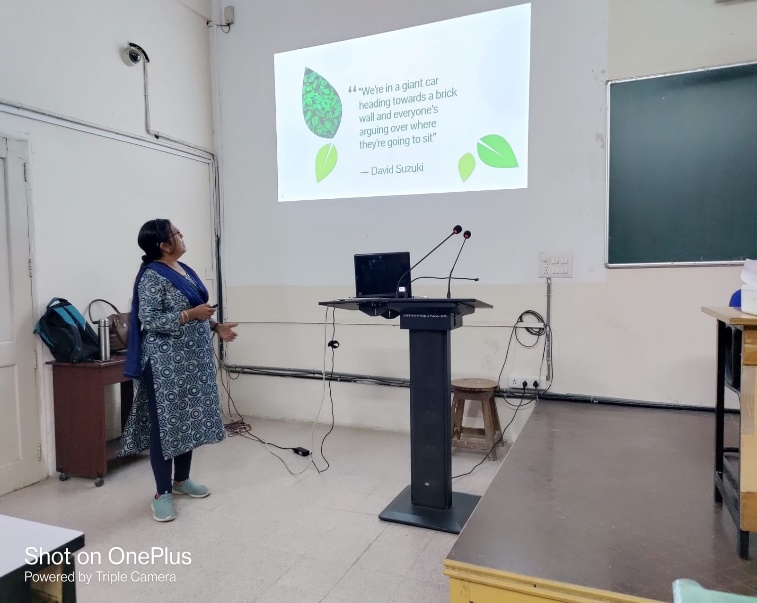 “ "We're in a giant car
heading towards a brick
wall and everyone's
arguing over where
they're going to sit"
— David Suzuki
Shot on OnePlus
Powered by Triple Camera